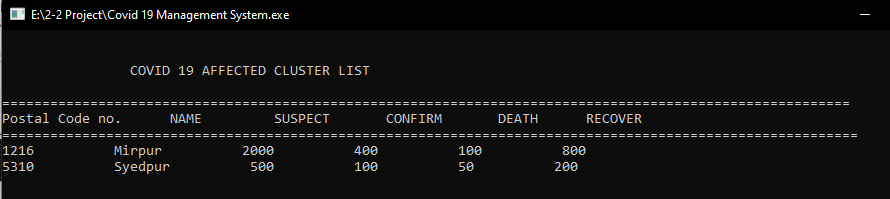 E:\2-2 Project\Covid 19 Management System.exe
COVID 19 AFFECTED CLUSTER LIST
==========================================================================================================
Postal Code no. NAME SUSPECT CONFIRM DEATH RECOVER
===========================================================================================================
1216 Mirpur 2000 400 100 800
5310 Syedpur 500 100 50 200